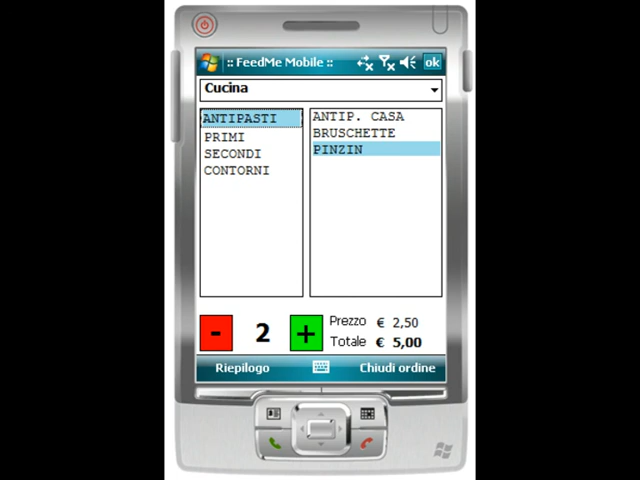 :: FeedMe Mobile ::
ok
Cucina
ANTIPASTI
PRIMI
SECONDI
CONTORNI
ANTIP. CASA
BRUSCHETTE
PINZIN
- 2 +
Prezzo € 2,50
Totale € 5,00
Riepilogo
Chiudi ordine